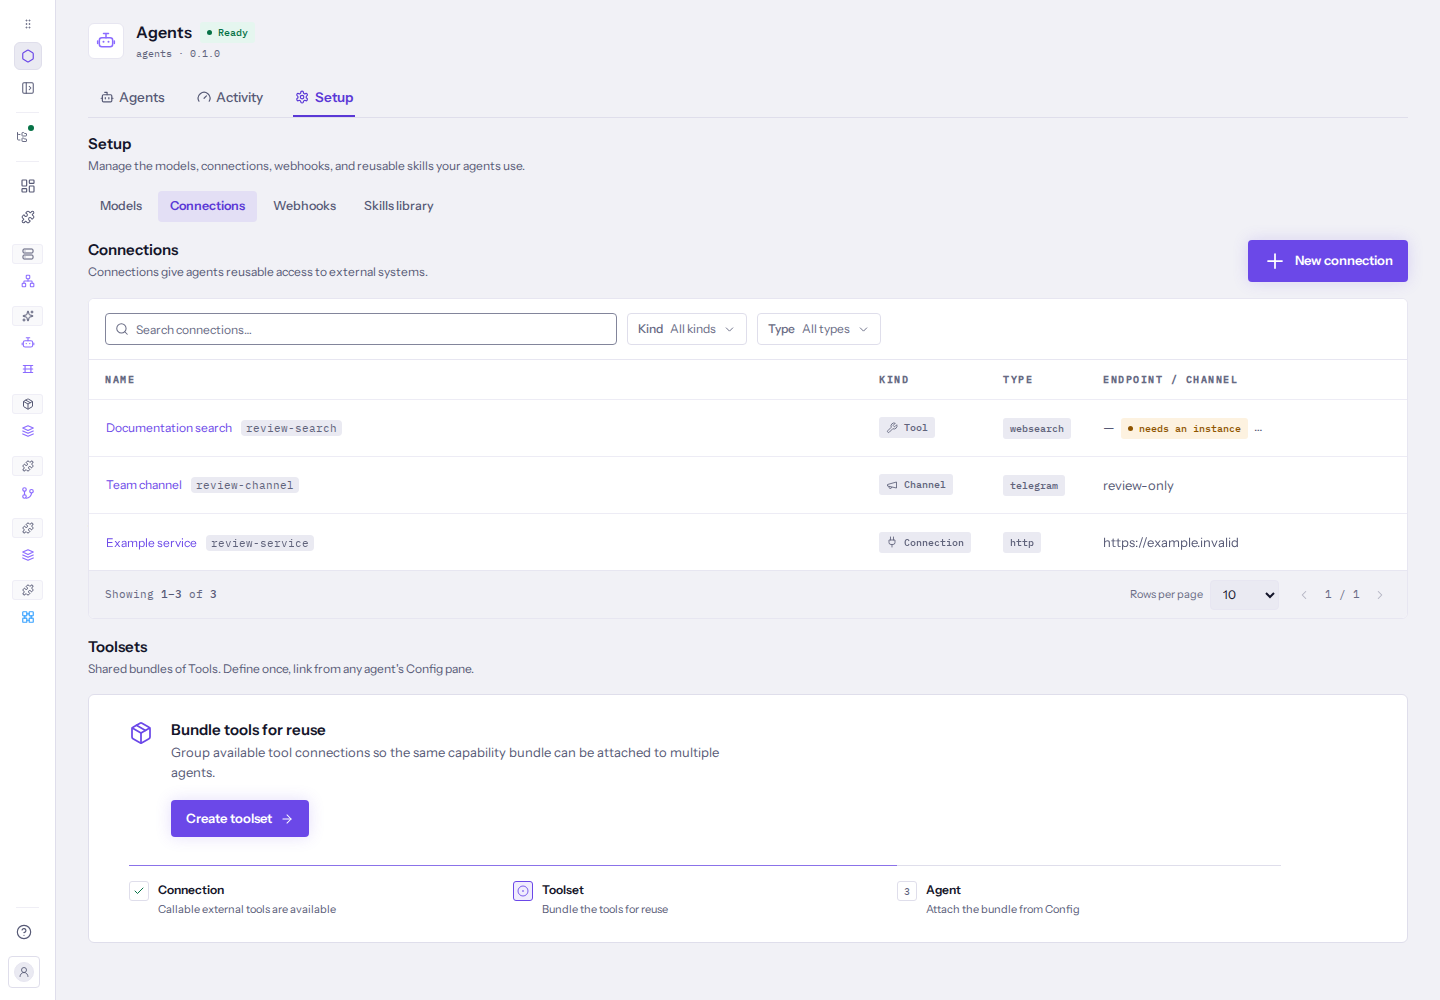 Agents
Ready
agents · 0.1.0
Agents
Activity
Setup
Setup
Manage the models, connections, webhooks, and reusable skills your agents use.
Models
Connections
Webhooks
Skills library
Connections
Connections give agents reusable access to external systems.
New connection
Search connections...
Kind All kinds
Type All types
NAME KIND TYPE ENDPOINT / CHANNEL
Documentation search review-search Tool websearch — needs an instance ...
Team channel review-channel Channel telegram review-only
Example service review-service Connection http https://example.invalid
Showing 1–3 of 3
Rows per page 10 1 / 1
Toolsets
Shared bundles of Tools. Define once, link from any agent's Config pane.
Bundle tools for reuse
Group available tool connections so the same capability bundle can be attached to multiple
agents.
Create toolset
Connection
Callable external tools are available
Toolset
Bundle the tools for reuse
3 Agent
Attach the bundle from Config